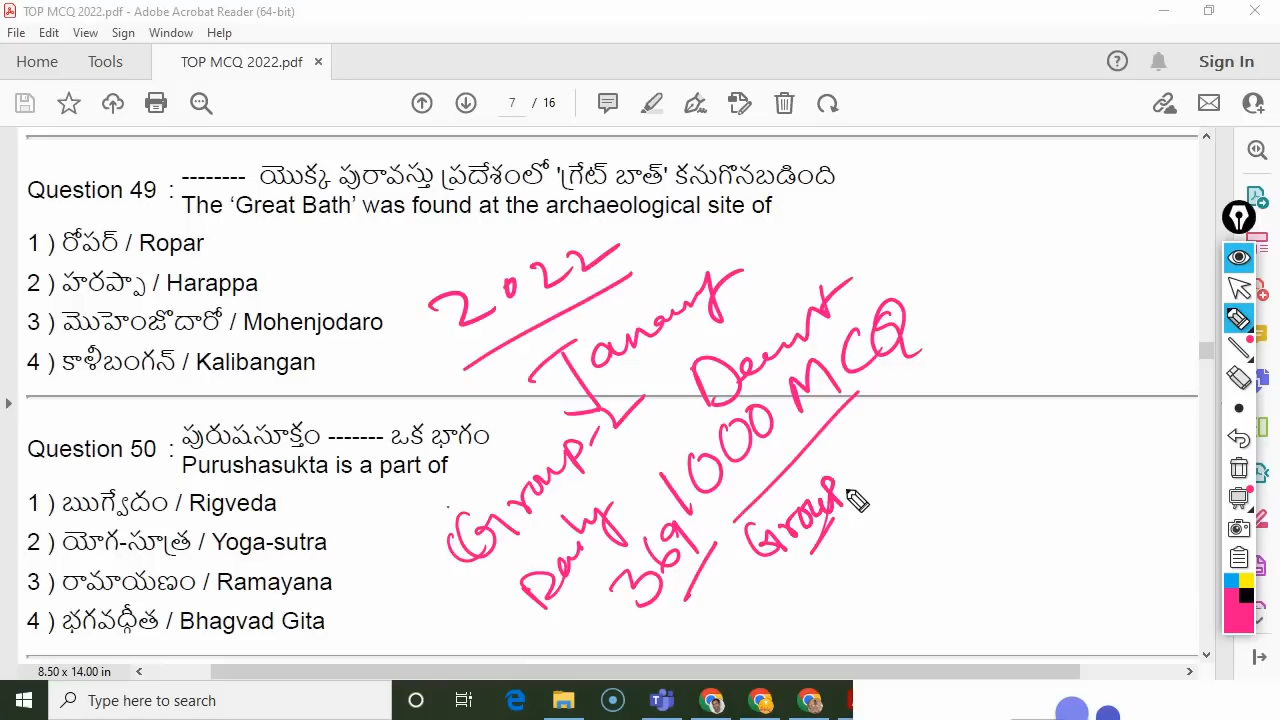 TOP MCQ 2022.pdf - Adobe Acrobat Reader (64-bit)
File Edit View Sign Window Help
Home Tools TOP MCQ 2022.pdf × Sign In
7 / 16
Question 49 : -------- యొక్క పురావస్తు ప్రదేశంలో 'గ్రేట్ బాత్' కనుగొనబడింది
The ‘Great Bath’ was found at the archaeological site of
1 ) రోపర్ / Ropar
2 ) హరప్పా / Harappa
3 ) మొహెంజొదారో / Mohenjodaro
4 ) కాళీబంగన్ / Kalibangan
2022
January
Group-I
Daily 1000 MCQ
369
Group
Question 50 : పురుషసూక్తం ------- ఒక భాగం
Purushasukta is a part of
1 ) ఋగ్వేదం / Rigveda
2 ) యోగ-సూత్ర / Yoga-sutra
3 ) రామాయణం / Ramayana
4 ) భగవద్గీత / Bhagvad Gita
8.50 x 14.00 in
Type here to search